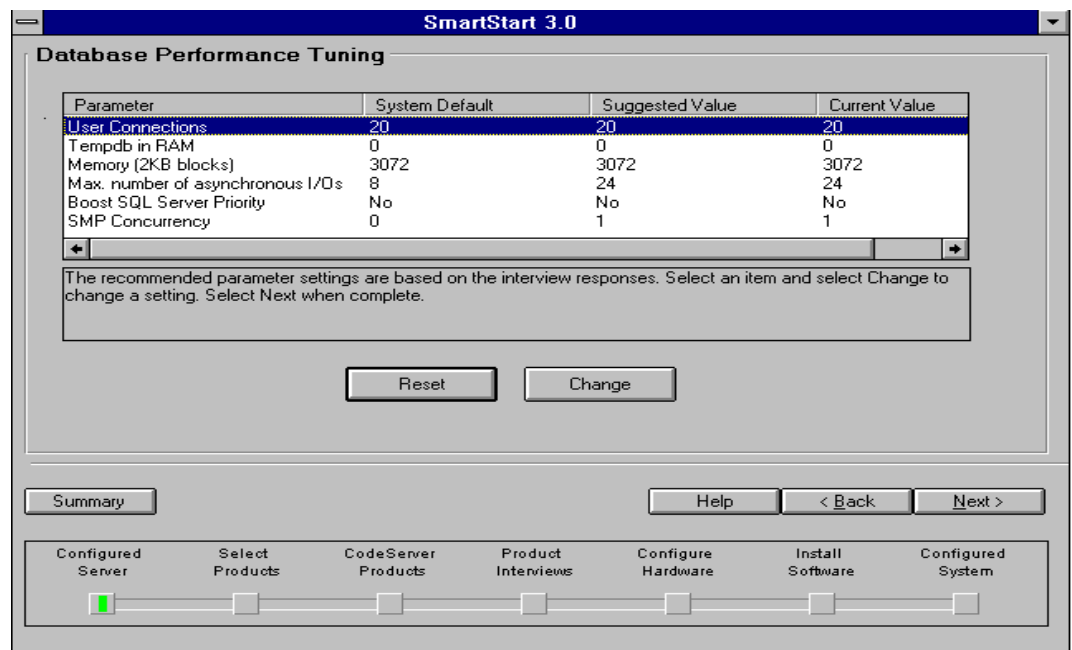 SmartStart 3.0
Database Performance Tuning
Parameter System Default Suggested Value Current Value
User Connections 20 20 20
Tempdb in RAM 0 0 0
Memory (2KB blocks) 3072 3072 3072
Max. number of asynchronous I/Os 8 24 24
Boost SQL Server Priority No No No
SMP Concurrency 0 1 1
The recommended parameter settings are based on the interview responses. Select an item and select Change to
change a setting. Select Next when complete.
Reset Change
Summary Help < Back Next >
Configured Server Select Products CodeServer Products Product Interviews Configure Hardware Install Software Configured System